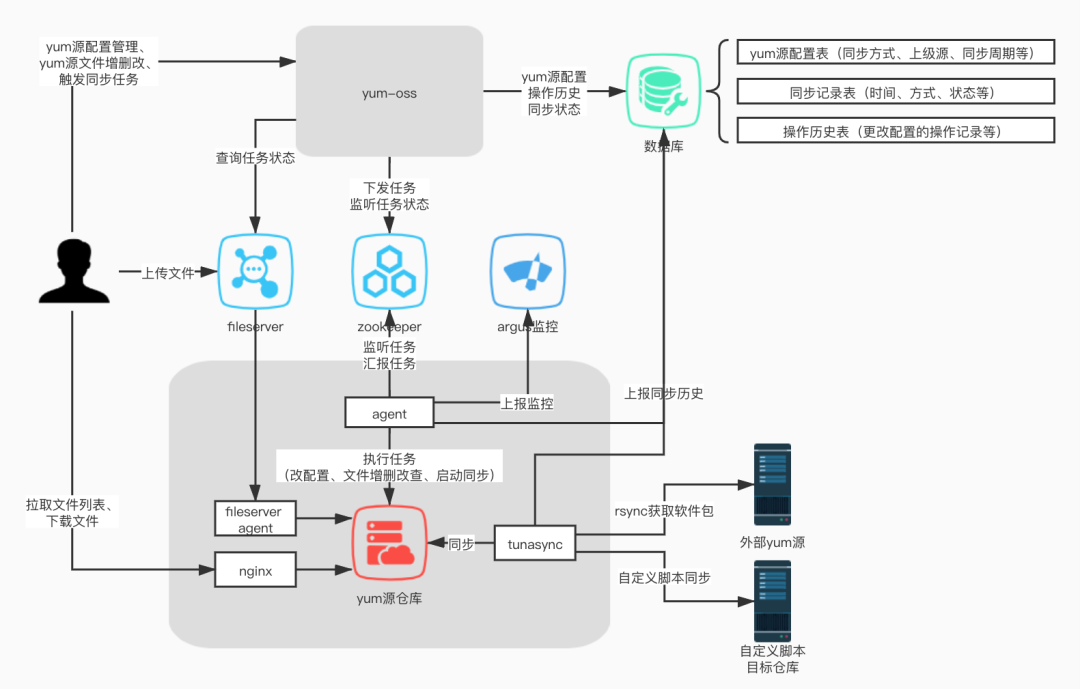 yum源配置管理、
yum源文件增删改、
触发同步任务
yum-oss
yum源配置
操作历史
同步状态
数据库
yum源配置表（同步方式、上级源、同步周期等）
同步记录表（时间、方式、状态等）
操作历史表（更改配置的操作记录等）
查询任务状态
下发任务
监听任务状态
上传文件
fileserver
zookeeper
argus监控
监听任务
汇报任务
agent
上报监控
上报同步历史
执行任务
（改配置、文件增删改查、启动同步）
拉取文件列表、
下载文件
fileserver
agent
nginx
yum源仓库
同步
tunasync
rsync获取软件包
外部yum源
自定义脚本同步
自定义脚本
目标仓库